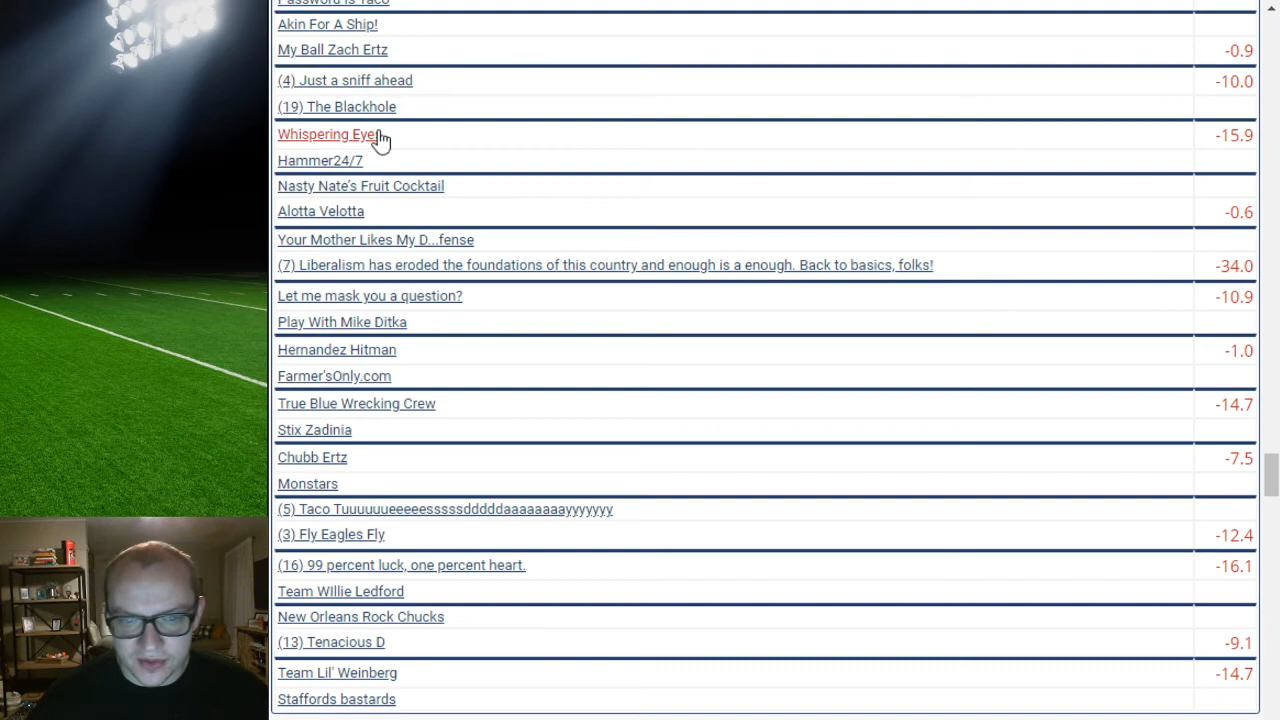 Password is Taco
Akin For A Ship!
My Ball Zach Ertz -0.9
(4) Just a sniff ahead -10.0
(19) The Blackhole
Whispering Eye -15.9
Hammer24/7
Nasty Nate's Fruit Cocktail
Alotta Velotta -0.6
Your Mother Likes My D...fense
(7) Liberalism has eroded the foundations of this country and enough is a enough. Back to basics, folks! -34.0
Let me mask you a question? -10.9
Play With Mike Ditka
Hernandez Hitman -1.0
Farmer'sOnly.com
True Blue Wrecking Crew -14.7
Stix Zadinia
Chubb Ertz -7.5
Monstars
(5) Taco Tuuuuuueeeeesssssdddddaaaaaaaayyyyyyy
(3) Fly Eagles Fly -12.4
(16) 99 percent luck, one percent heart. -16.1
Team WIllie Ledford
New Orleans Rock Chucks
(13) Tenacious D -9.1
Team Lil' Weinberg -14.7
Staffords bastards